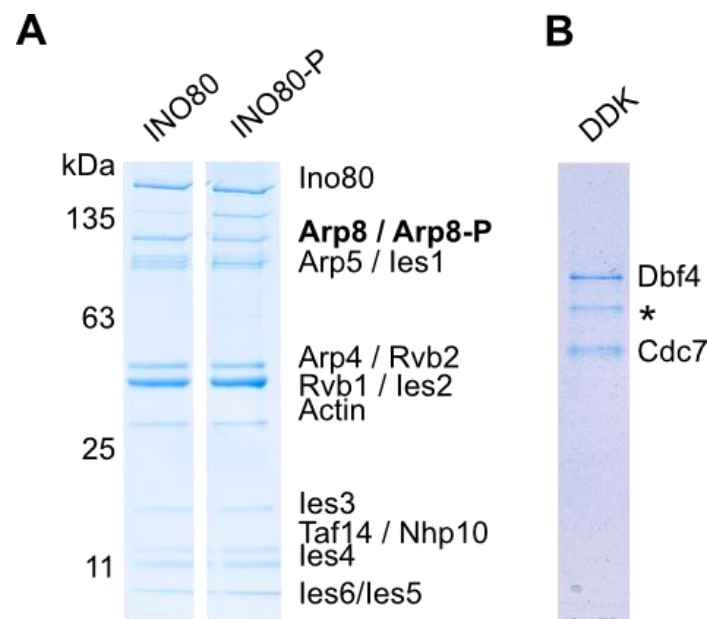 A
INO80
INO80-P
kDa
135
63
25
11
Ino80
Arp8 / Arp8-P
Arp5 / Ies1
Arp4 / Rvb2
Rvb1 / Ies2
Actin
Ies3
Taf14 / Nhp10
Ies4
Ies6/Ies5
B
DDK
Dbf4
*
Cdc7